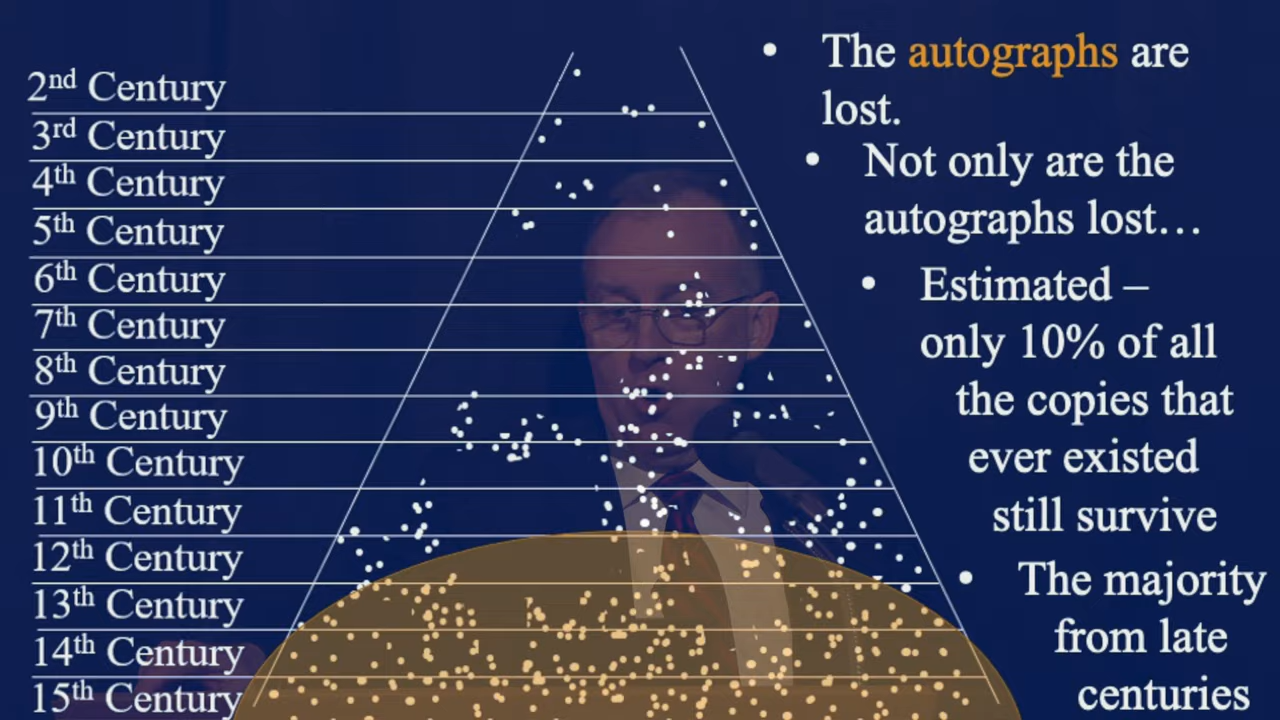 2nd Century
3rd Century
4th Century
5th Century
6th Century
7th Century
8th Century
9th Century
10th Century
11th Century
12th Century
13th Century
14th Century
15th Century
• The autographs are
lost.
• Not only are the
autographs lost…
• Estimated –
only 10% of all
the copies that
ever existed
still survive
• The majority
from late
centuries